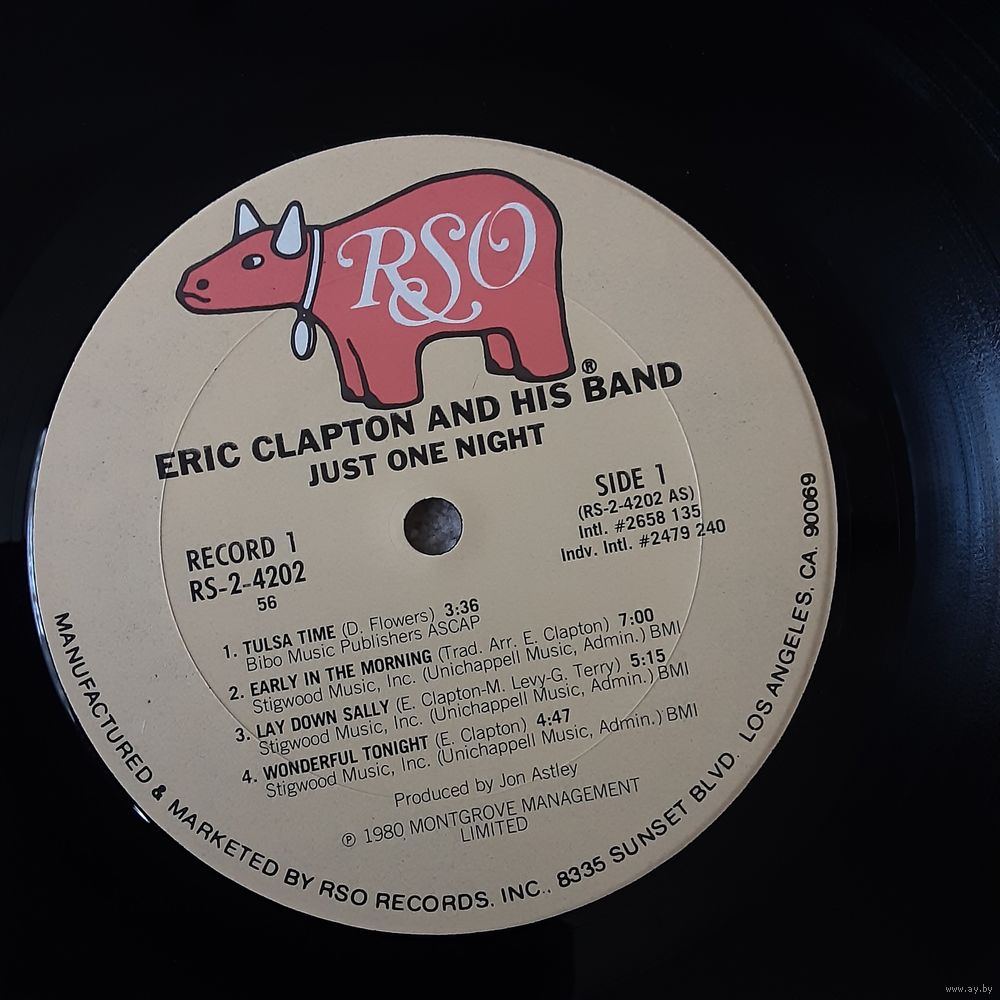 RSO
®
ERIC CLAPTON AND HIS BAND
JUST ONE NIGHT
RECORD 1
RS-2-4202
56
SIDE 1
(RS-2-4202 AS)
Intl. #2658 135
Indv. Intl. #2479 240
1. TULSA TIME (D. Flowers) 3:36
Bibo Music Publishers ASCAP
2. EARLY IN THE MORNING (Trad. Arr. E. Clapton) 7:00
Stigwood Music, Inc. (Unichappell Music, Admin.) BMI
3. LAY DOWN SALLY (E. Clapton-M. Levy-G. Terry) 5:15
Stigwood Music, Inc. (Unichappell Music, Admin.) BMI
4. WONDERFUL TONIGHT (E. Clapton) 4:47
Stigwood Music, Inc. (Unichappell Music, Admin.) BMI
Produced by Jon Astley
℗ 1980 MONTGROVE MANAGEMENT
LIMITED
MANUFACTURED & MARKETED BY RSO RECORDS, INC., 8335 SUNSET BLVD. LOS ANGELES, CA. 90069
www.ay.by